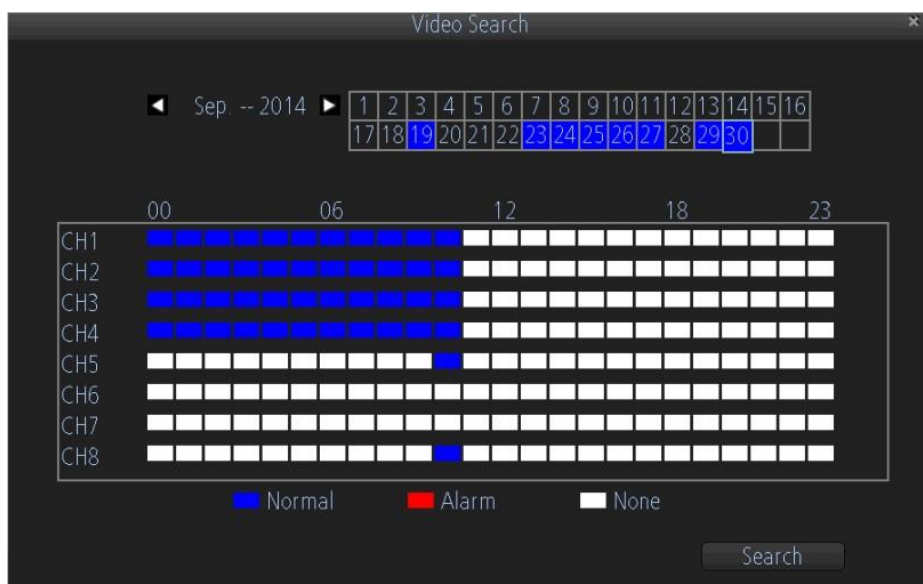 Video Search
Sep. -- 2014 1 2 3 4 5 6 7 8 9 10 11 12 13 14 15 16
17 18 19 20 21 22 23 24 25 26 27 28 29 30
00 06 12 18 23
CH1
CH2
CH3
CH4
CH5
CH6
CH7
CH8
Normal Alarm None
Search